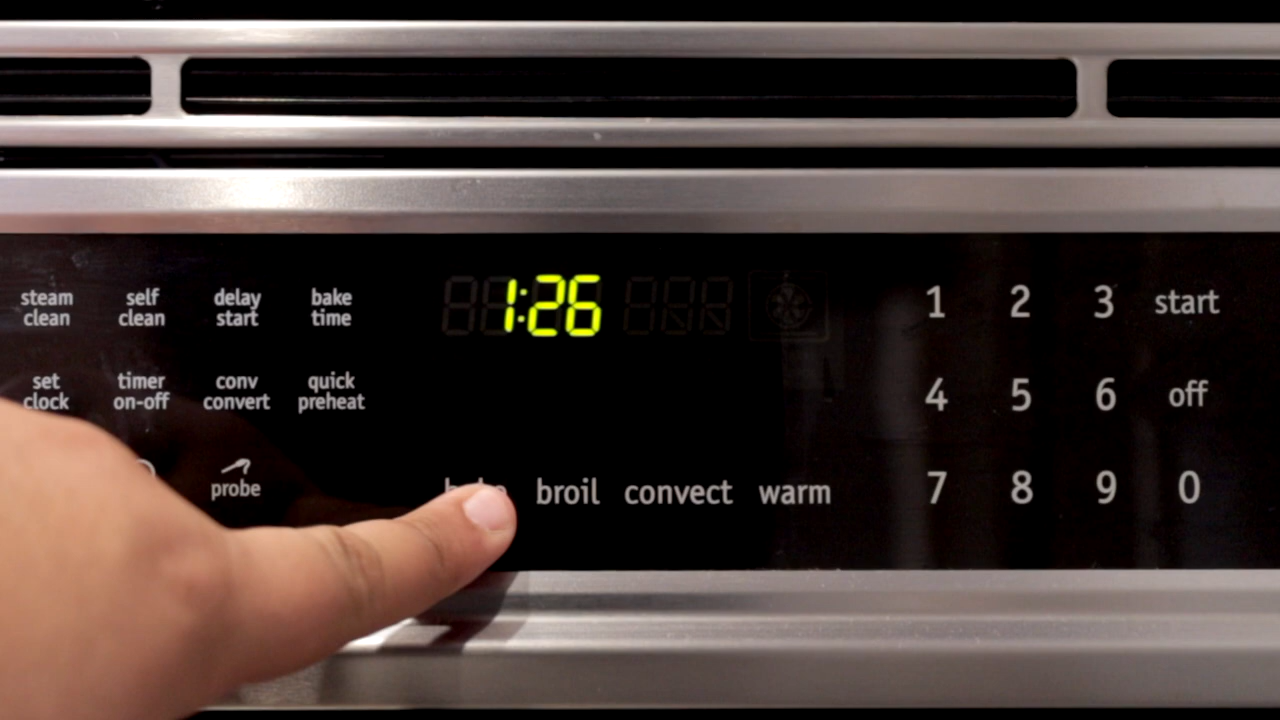 1:26
steam clean
self clean
delay start
bake time
1 2 3 start
set clock
timer on-off
conv convert
quick preheat
4 5 6 off
probe
broil convect warm
7 8 9 0